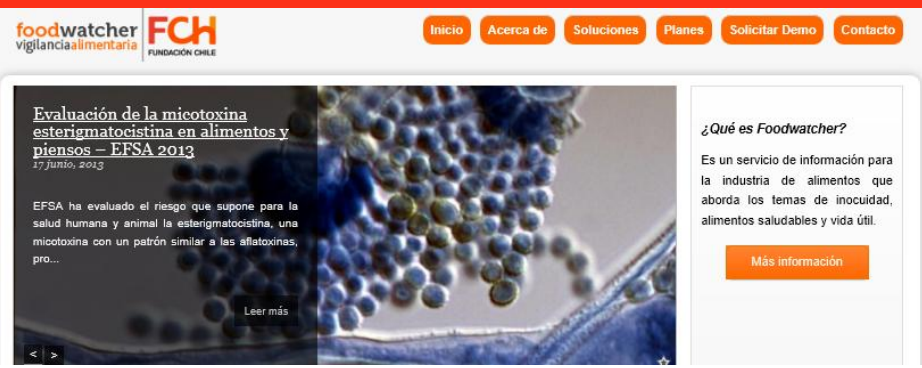 foodwatcher
vigilanciaalimentaria
FCH
FUNDACIÓN CHILE
Inicio
Acerca de
Soluciones
Planes
Solicitar Demo
Contacto
Evaluación de la micotoxina
esterigmatocistina en alimentos y
piensos – EFSA 2013
17 junio, 2013
EFSA ha evaluado el riesgo que supone para la
salud humana y animal la esterigmatocistina, una
micotoxina con un patrón similar a las aflatoxinas,
pro...
Leer más
< >
¿Qué es Foodwatcher?
Es un servicio de información para
la industria de alimentos que
aborda los temas de inocuidad,
alimentos saludables y vida útil.
Más información